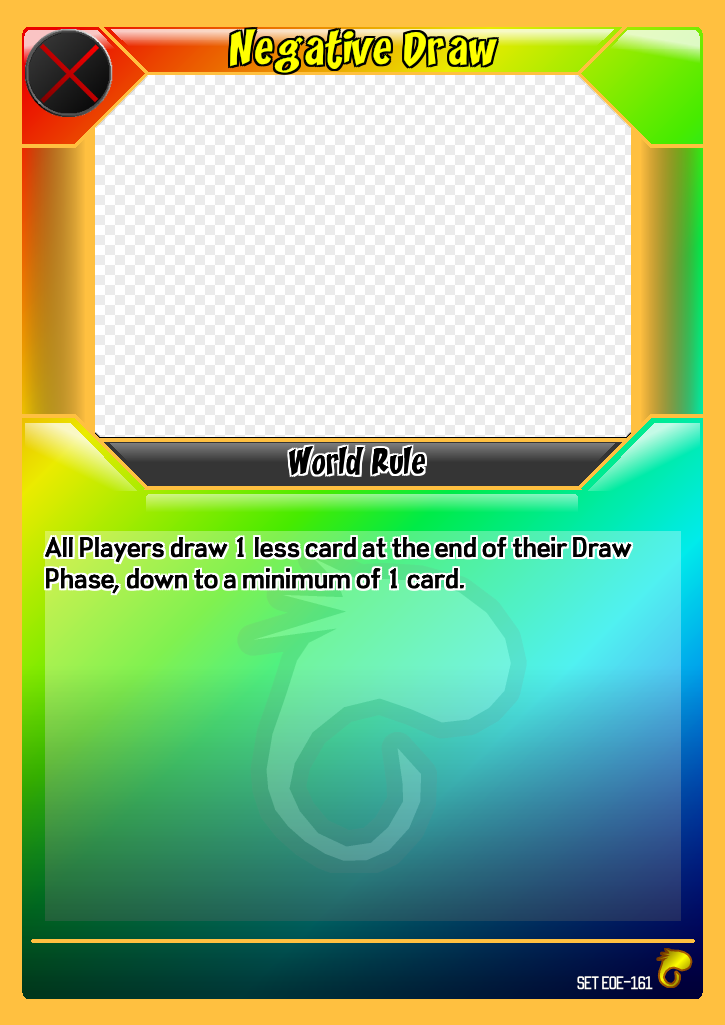 Negative Draw
World Rule
All Players draw 1 less card at the end of their Draw
Phase, down to a minimum of 1 card.
SET EOE-161